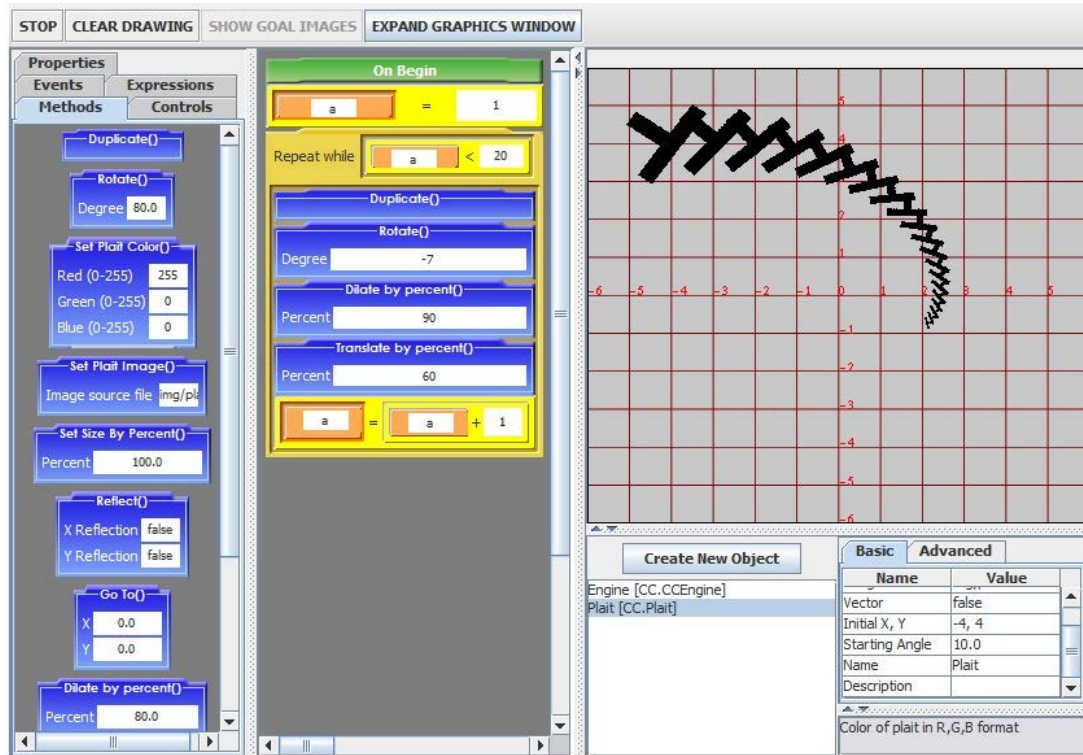 STOP
CLEAR DRAWING
SHOW GOAL IMAGES
EXPAND GRAPHICS WINDOW
Properties
Events
Expressions
Methods
Controls
Duplicate()
Rotate()
Degree 80.0
Set Plait Color()
Red (0-255) 255
Green (0-255) 0
Blue (0-255) 0
Set Plait Image()
Image source file img/pla
Set Size By Percent()
Percent 100.0
Reflect()
X Reflection false
Y Reflection false
Go To()
X 0.0
Y 0.0
Dilate by percent()
Percent 80.0
On Begin
a = 1
Repeat while a < 20
Duplicate()
Rotate()
Degree -7
Dilate by percent()
Percent 90
Translate by percent()
Percent 60
a = a + 1
5
4
2
1
-6 -5 -4 -3 -2 -1 0 1 2 3 4 5
-1
-2
-3
-4
-5
-6
Create New Object
Engine [CC.CCEngine]
Plait [CC.Plait]
Basic
Advanced
Name Value
Vector false
Initial X, Y -4, 4
Starting Angle 10.0
Name Plait
Description
Color of plait in R,G,B format